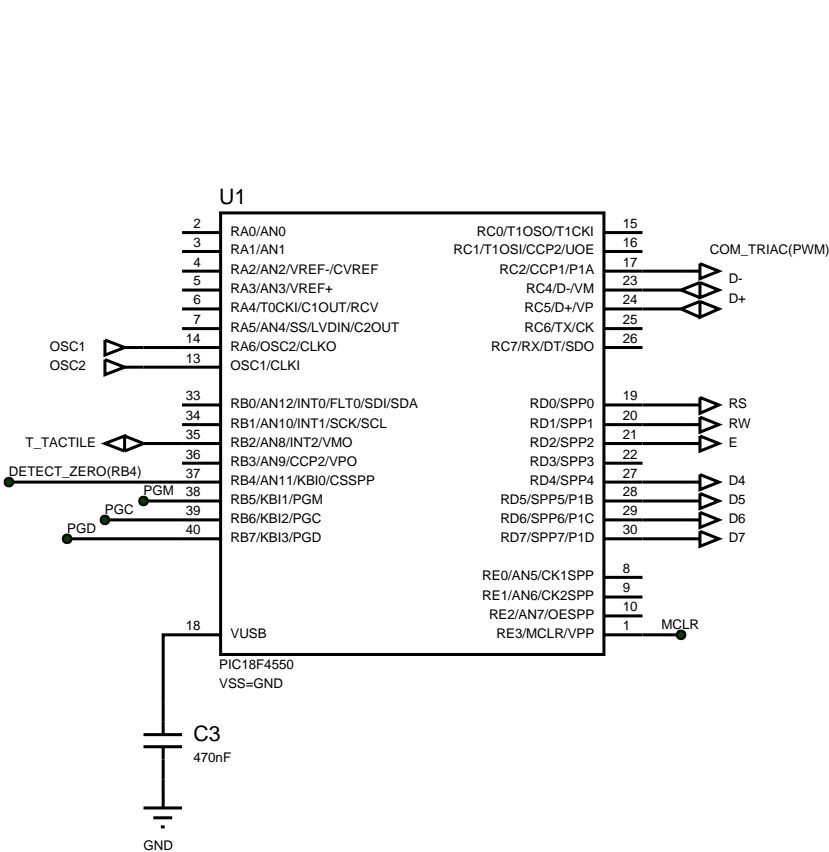 U1
2 RA0/AN0 RC0/T1OSO/T1CKI 15
3 RA1/AN1 RC1/T1OSI/CCP2/UOE 16 COM_TRIAC(PWM)
4 RA2/AN2/VREF-/CVREF RC2/CCP1/P1A 17
5 RA3/AN3/VREF+ RC4/D-/VM 23 D-
6 RA4/T0CKI/C1OUT/RCV RC5/D+/VP 24 D+
7 RA5/AN4/SS/LVDIN/C2OUT RC6/TX/CK 25
OSC1 14 RA6/OSC2/CLKO RC7/RX/DT/SDO 26
OSC2 13 OSC1/CLKI
33 RB0/AN12/INT0/FLT0/SDI/SDA RD0/SPP0 19 RS
34 RB1/AN10/INT1/SCK/SCL RD1/SPP1 20 RW
T_TACTILE 35 RB2/AN8/INT2/VMO RD2/SPP2 21 E
36 RB3/AN9/CCP2/VPO RD3/SPP3 22
DETECT_ZERO(RB4) 37 RB4/AN11/KBI0/CSSPP RD4/SPP4 27 D4
PGM 38 RB5/KBI1/PGM RD5/SPP5/P1B 28 D5
PGC 39 RB6/KBI2/PGC RD6/SPP6/P1C 29 D6
PGD 40 RB7/KBI3/PGD RD7/SPP7/P1D 30 D7
RE0/AN5/CK1SPP 8
RE1/AN6/CK2SPP 9
RE2/AN7/OESPP 10
18 VUSB RE3/MCLR/VPP 1 MCLR
PIC18F4550
VSS=GND
C3
470nF
GND